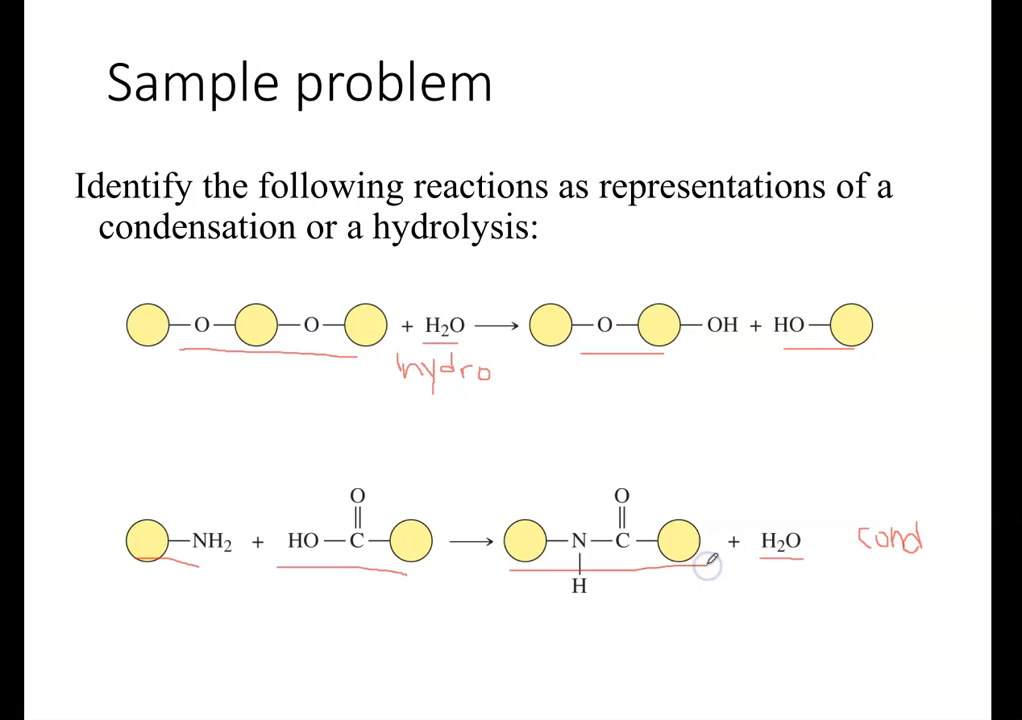 Sample problem
Identify the following reactions as representations of a
condensation or a hydrolysis:
O O + H₂O ⟶ O OH + HO
hydro
O O
NH₂ + HO C ⟶ N C + H₂O cond
H